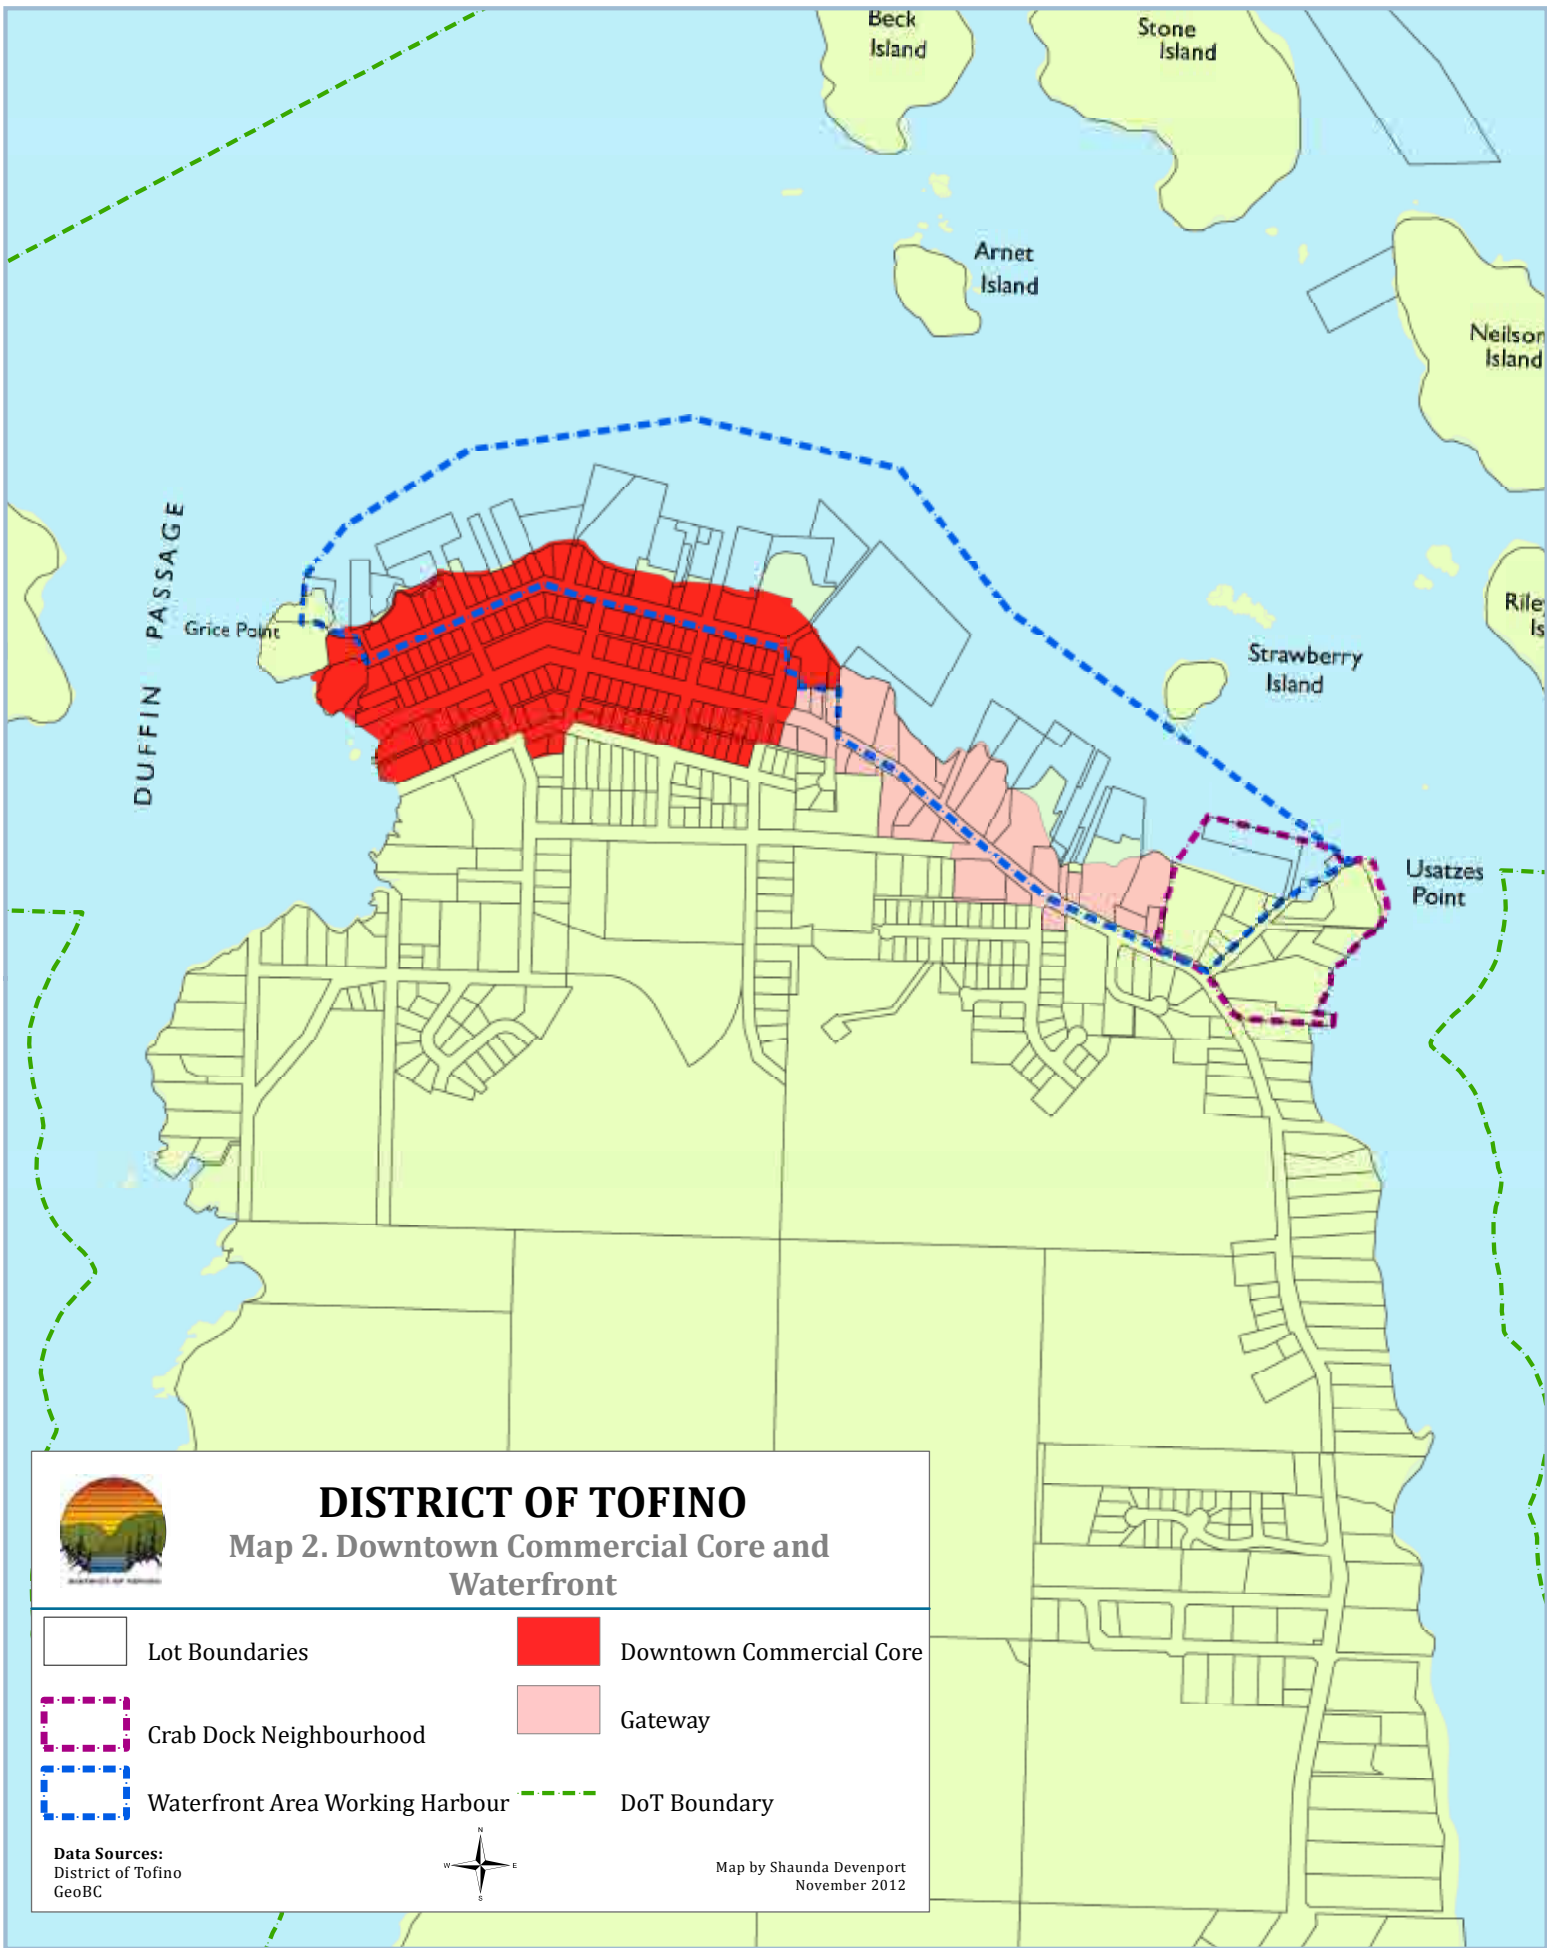 Beck
Island
Stone
Island
Arnet
Island
Neilson
Island
DUFFIN PASSAGE
Grice Point
Strawberry
Island
Usatzes
Point
DISTRICT OF TOFINO
Map 2. Downtown Commercial Core and
Waterfront
Lot Boundaries
Downtown Commercial Core
Crab Dock Neighbourhood
Gateway
Waterfront Area Working Harbour
DoT Boundary
Data Sources:
District of Tofino
GeoBC
N
W E
S
Map by Shaunda Devenport
November 2012